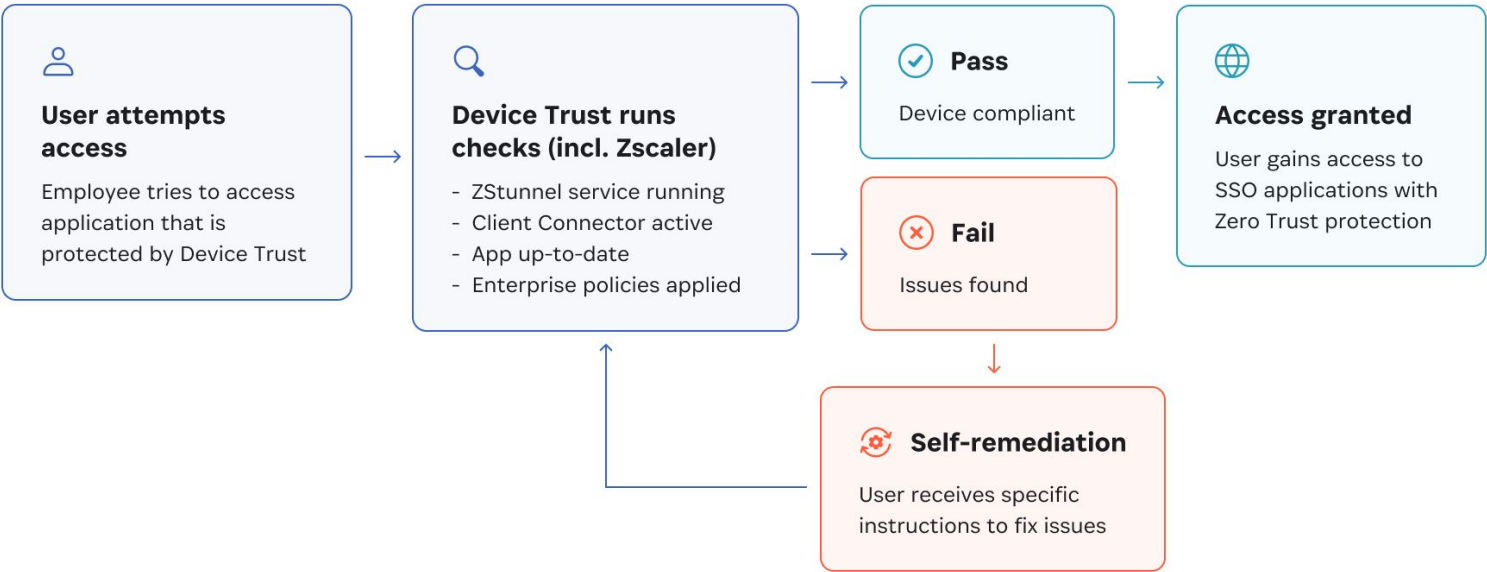 User attempts
access
Employee tries to access
application that is
protected by Device Trust
Device Trust runs
checks (incl. Zscaler)
- ZStunnel service running
- Client Connector active
- App up-to-date
- Enterprise policies applied
Pass
Device compliant
Fail
Issues found
Access granted
User gains access to
SSO applications with
Zero Trust protection
Self-remediation
User receives specific
instructions to fix issues